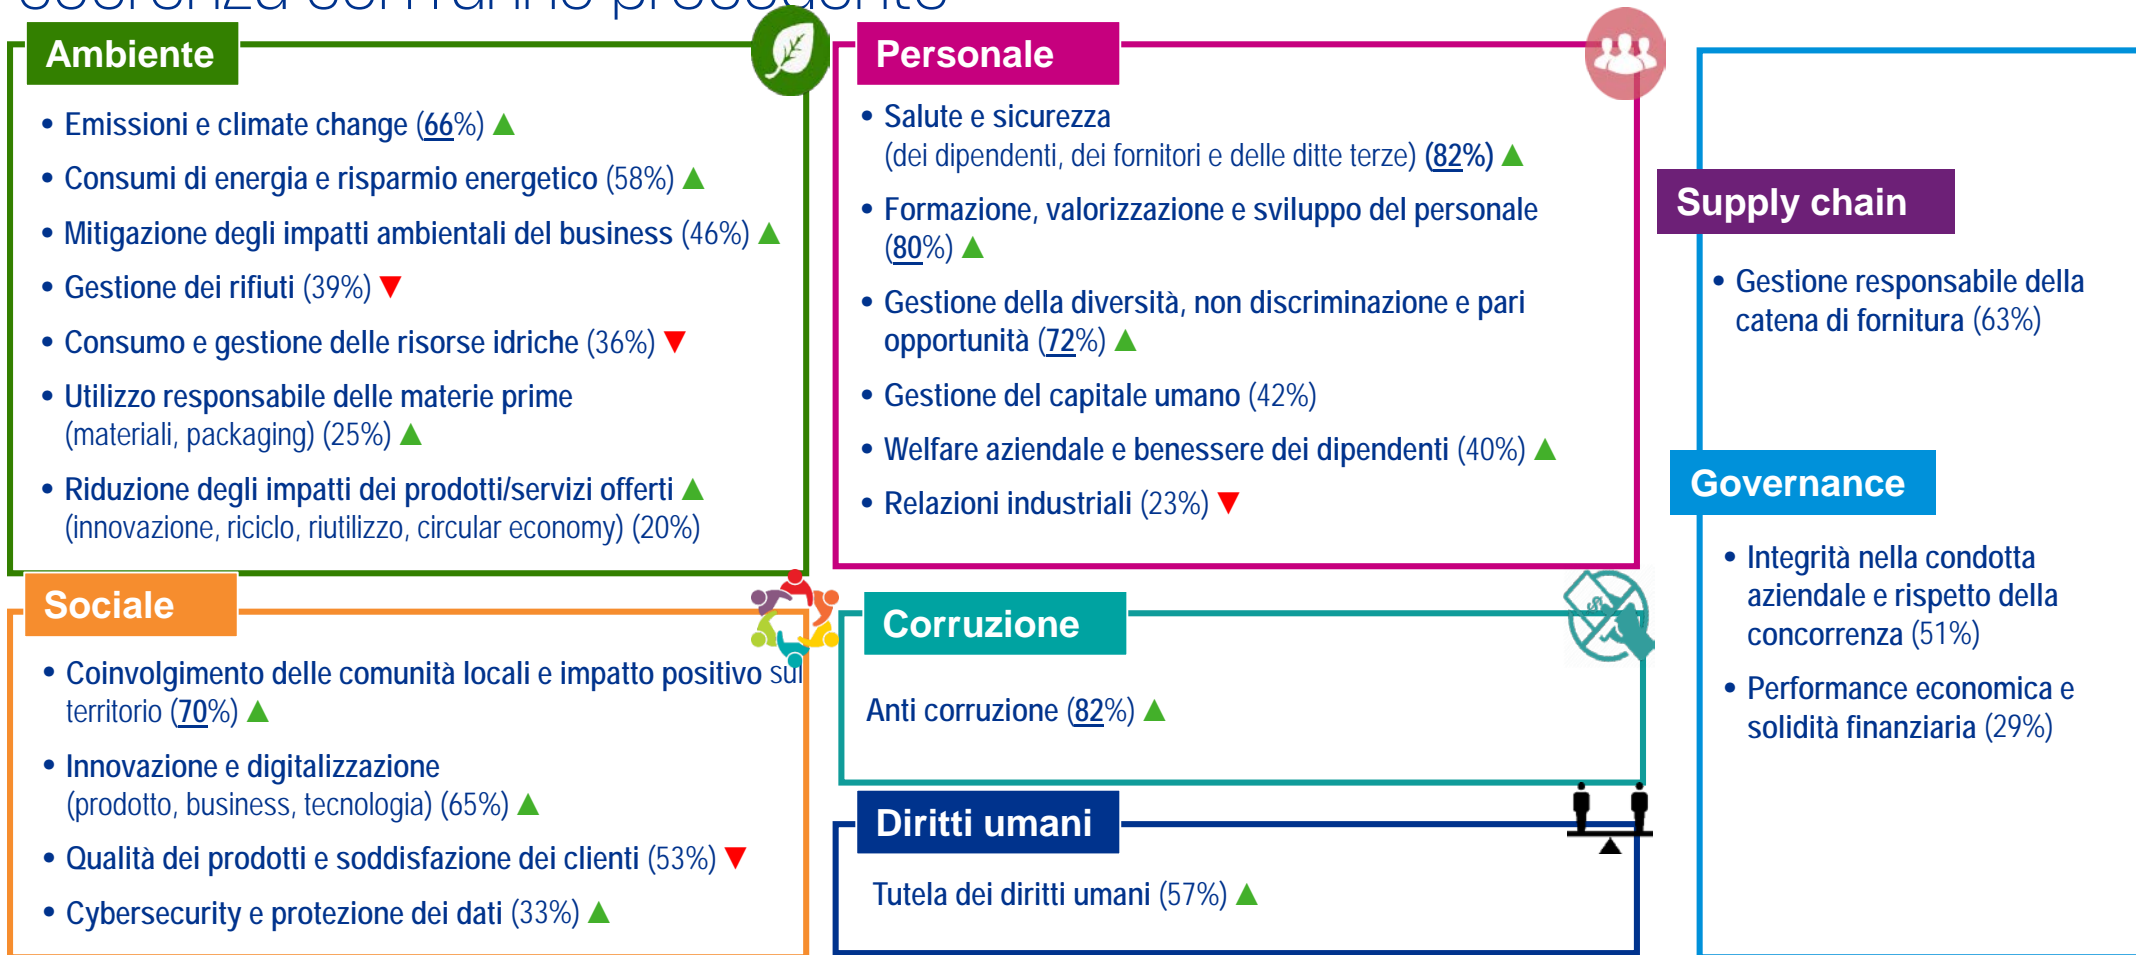 coerenza con l'anno precedente
Ambiente
• Emissioni e climate change (66%) ▲
• Consumi di energia e risparmio energetico (58%) ▲
• Mitigazione degli impatti ambientali del business (46%) ▲
• Gestione dei rifiuti (39%) ▼
• Consumo e gestione delle risorse idriche (36%) ▼
• Utilizzo responsabile delle materie prime
(materiali, packaging) (25%) ▲
• Riduzione degli impatti dei prodotti/servizi offerti ▲
(innovazione, riciclo, riutilizzo, circular economy) (20%)
Personale
• Salute e sicurezza
(dei dipendenti, dei fornitori e delle ditte terze) (82%) ▲
• Formazione, valorizzazione e sviluppo del personale
(80%) ▲
• Gestione della diversità, non discriminazione e pari
opportunità (72%) ▲
• Gestione del capitale umano (42%)
• Welfare aziendale e benessere dei dipendenti (40%) ▲
• Relazioni industriali (23%) ▼
Sociale
• Coinvolgimento delle comunità locali e impatto positivo sul
territorio (70%) ▲
• Innovazione e digitalizzazione
(prodotto, business, tecnologia) (65%) ▲
• Qualità dei prodotti e soddisfazione dei clienti (53%) ▼
• Cybersecurity e protezione dei dati (33%) ▲
Corruzione
Anti corruzione (82%) ▲
Diritti umani
Tutela dei diritti umani (57%) ▲
Supply chain
• Gestione responsabile della
catena di fornitura (63%)
Governance
• Integrità nella condotta
aziendale e rispetto della
concorrenza (51%)
• Performance economica e
solidità finanziaria (29%)